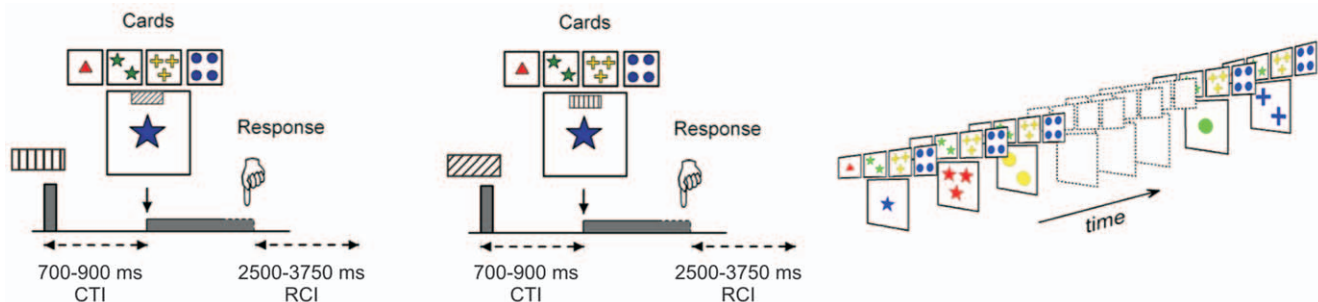 Cards
Response
700-900 ms
CTI
2500-3750 ms
RCI
Cards
Response
700-900 ms
CTI
2500-3750 ms
RCI
time